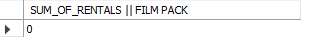 SUM_OF_RENTALS || FILM PACK
0